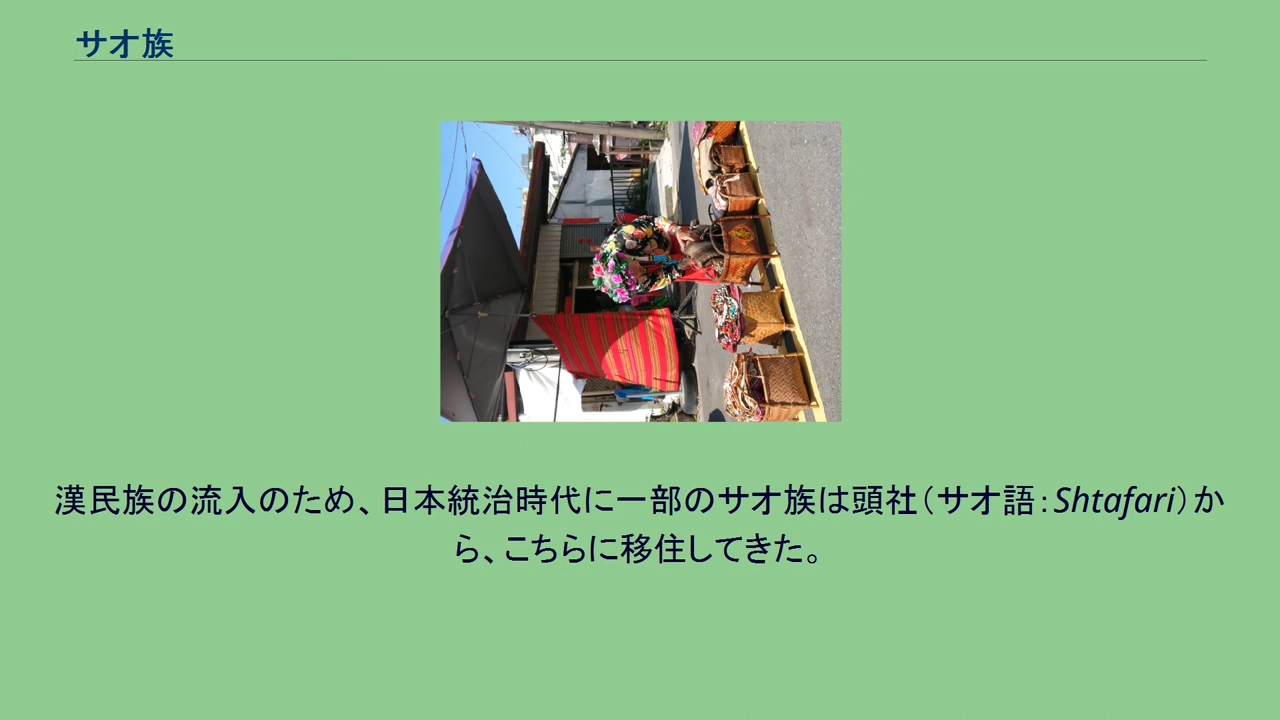 サオ族
漢民族の流入のため、日本統治時代に一部のサオ族は頭社（サオ語：Shtafari）か
ら、こちらに移住してきた。